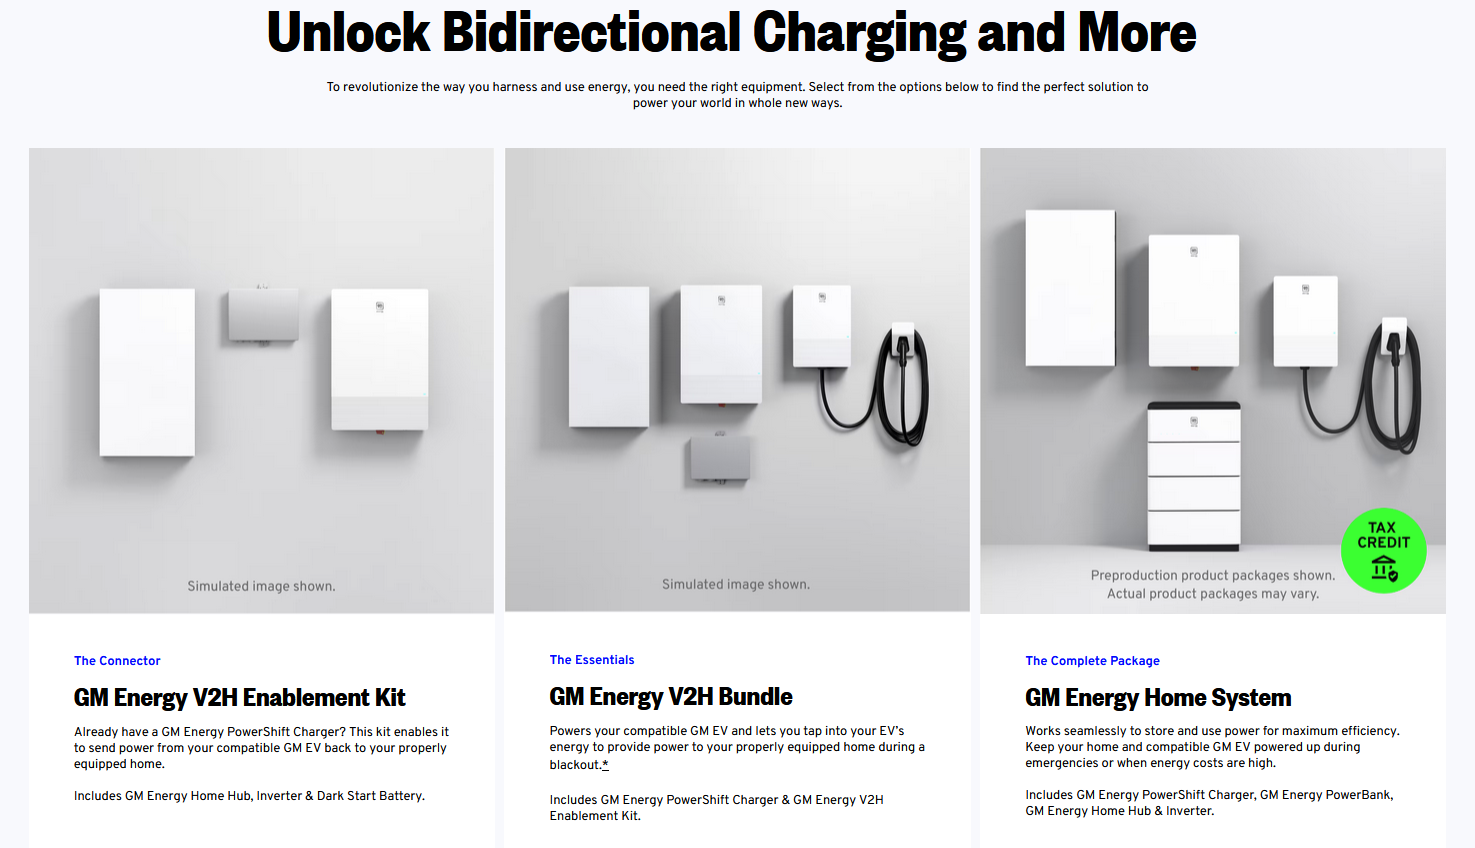 Unlock Bidirectional Charging and More
To revolutionize the way you harness and use energy, you need the right equipment. Select from the options below to find the perfect solution to
power your world in whole new ways.
Simulated image shown.
The Connector
GM Energy V2H Enablement Kit
Already have a GM Energy PowerShift Charger? This kit enables it
to send power from your compatible GM EV back to your properly
equipped home.
Includes GM Energy Home Hub, Inverter & Dark Start Battery.
Simulated image shown.
The Essentials
GM Energy V2H Bundle
Powers your compatible GM EV and lets you tap into your EV's
energy to provide power to your properly equipped home during a
blackout.*
Includes GM Energy PowerShift Charger & GM Energy V2H
Enablement Kit.
TAX
CREDIT
Preproduction product packages shown.
Actual product packages may vary.
The Complete Package
GM Energy Home System
Works seamlessly to store and use power for maximum efficiency.
Keep your home and compatible GM EV powered up during
emergencies or when energy costs are high.
Includes GM Energy PowerShift Charger, GM Energy PowerBank,
GM Energy Home Hub & Inverter.